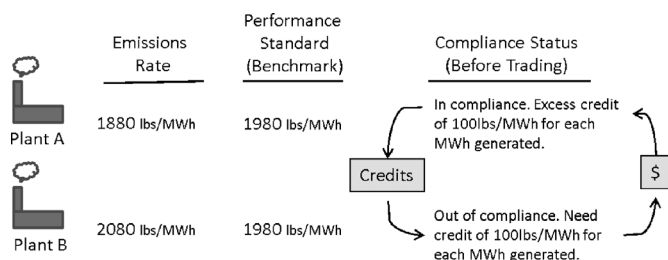 Emissions
Rate
Performance
Standard
(Benchmark)
Compliance Status
(Before Trading)
Plant A
1880 lbs/MWh
1980 lbs/MWh
In compliance. Excess credit
of 100lbs/MWh for each
MWh generated.
Credits
$
Plant B
2080 lbs/MWh
1980 lbs/MWh
Out of compliance. Need
credit of 100lbs/MWh for
each MWh generated.